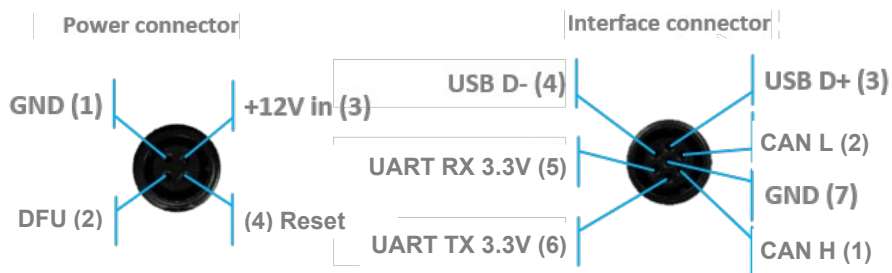 Power connector
GND (1)
+12V in (3)
DFU (2)
(4) Reset
Interface connector
USB D- (4)
USB D+ (3)
UART RX 3.3V (5)
CAN L (2)
GND (7)
UART TX 3.3V (6)
CAN H (1)